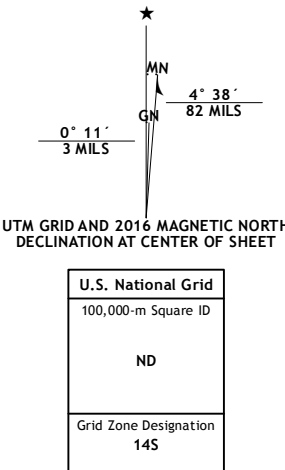 ★
MN
4° 38´
82 MILS
GN
0° 11´
3 MILS
UTM GRID AND 2016 MAGNETIC NORTH
DECLINATION AT CENTER OF SHEET
U.S. National Grid
100,000-m Square ID
ND
Grid Zone Designation
14S